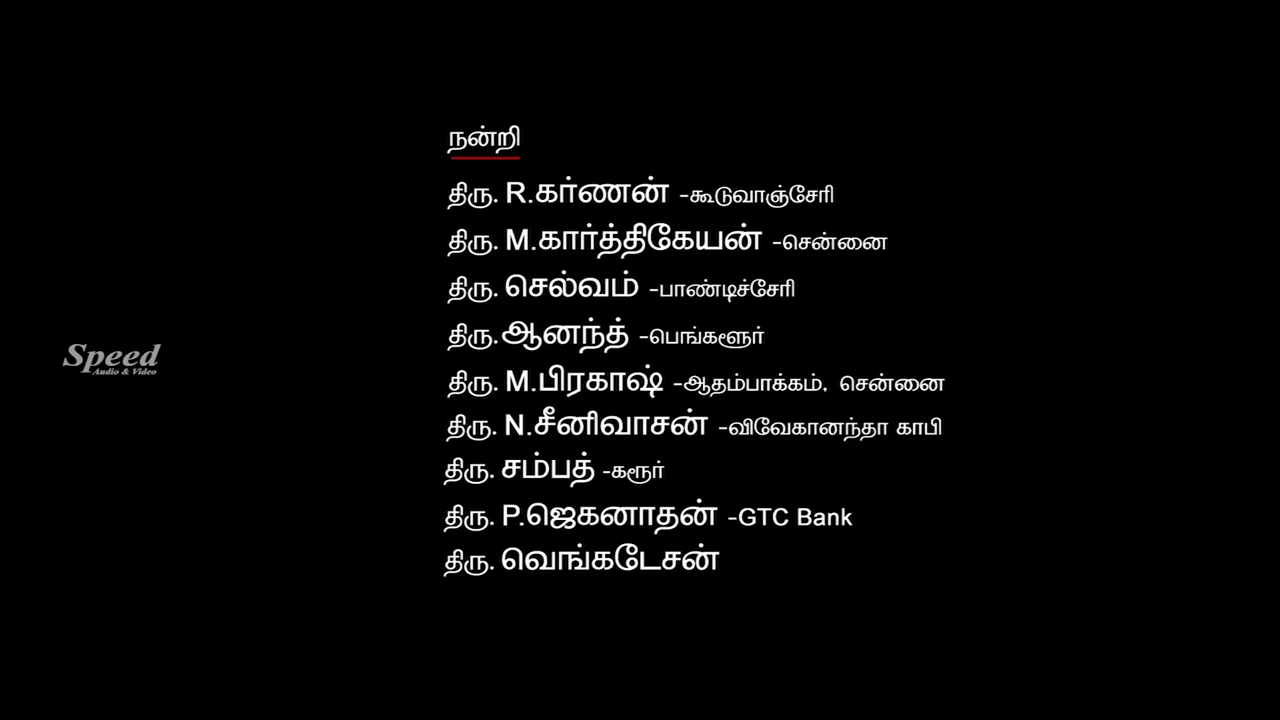 நன்றி
திரு. R.கர்ணன் -கூடுவாஞ்சேரி
திரு. M.கார்த்திகேயன் -சென்னை
திரு. செல்வம் -பாண்டிச்சேரி
திரு. ஆனந்த் -பெங்களூர்
திரு. M.பிரகாஷ் -ஆதம்பாக்கம், சென்னை
திரு. N.சீனிவாசன் -விவேகானந்தா காபி
திரு. சம்பத் -கரூர்
திரு. P.ஜெகனாதன் -GTC Bank
திரு. வெங்கடேசன்
Speed
Audio & Video